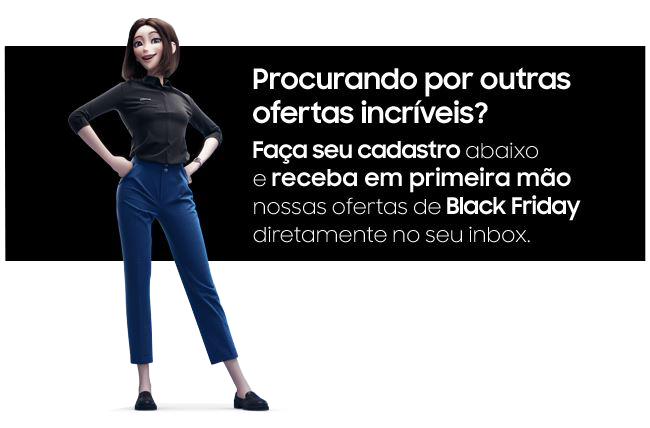 Procurando por outras
ofertas incríveis?
Faça seu cadastro abaixo
e receba em primeira mão
nossas ofertas de Black Friday
diretamente no seu inbox.